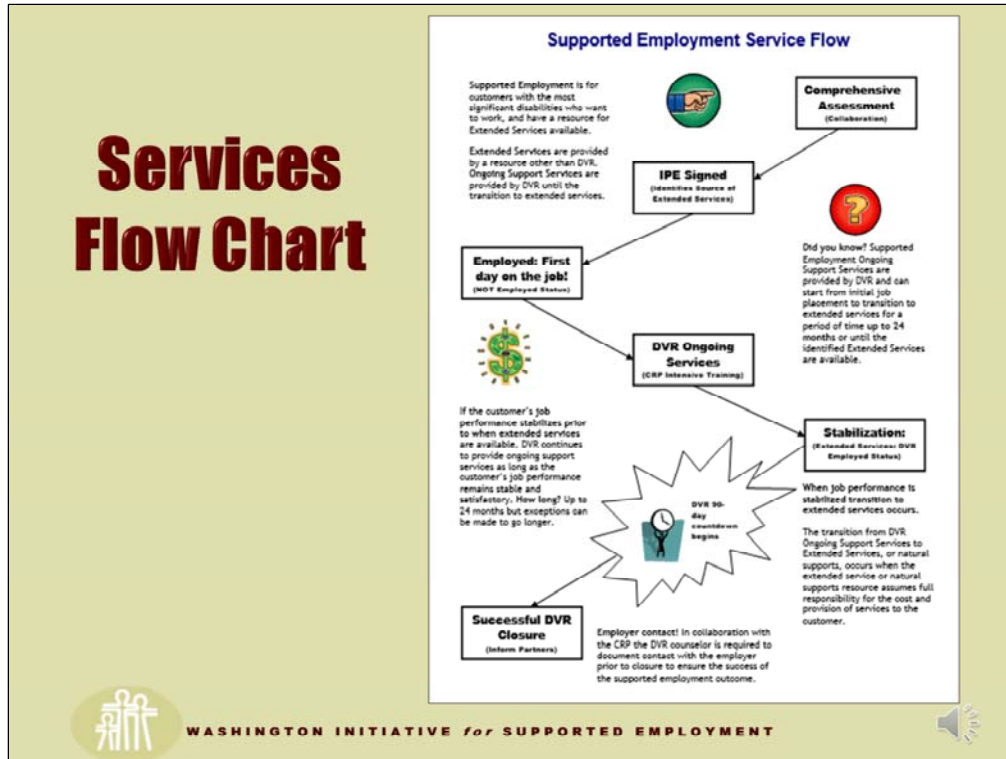 Services
Flow Chart
Supported Employment Service Flow
Supported Employment is for
customers with the most
significant disabilities who want
to work, and have a resource for
Extended Services available.
Extended Services are provided
by a resource other than DVR.
Ongoing Support Services are
provided by DVR until the
transition to extended services.
Comprehensive
Assessment
(Collaboration)
IPE Signed
(Identifies Source of
Extended Services)
?
Did you know? Supported
Employment Ongoing
Support Services are
provided by DVR and can
start from initial job
placement to transition to
extended services for a
period of time up to 24
months or until the
identified Extended Services
are available.
Employed: First
day on the job!
(NOT Employed Status)
$
DVR Ongoing
Services
(CRP Intensive Training)
If the customer's job
performance stabilizes prior
to when extended services
are available. DVR continues
to provide ongoing support
services as long as the
customer's job performance
remains stable and
satisfactory. How long? Up to
24 months but exceptions can
be made to go longer.
Stabilization:
(Extended Services: DVR
Employed Status)
When job performance is
stabilized transition to
extended services occurs.
The transition from DVR
Ongoing Support Services to
Extended Services, or natural
supports, occurs when the
extended service or natural
supports resource assumes full
responsibility for the cost and
provision of services to the
customer.
DVR 90-
day
countdown
begins
Successful DVR
Closure
(Inform Partners)
Employer contact! In collaboration with
the CRP the DVR counselor is required to
document contact with the employer
prior to closure to ensure the success of
the supported employment outcome.
WASHINGTON INITIATIVE for SUPPORTED EMPLOYMENT